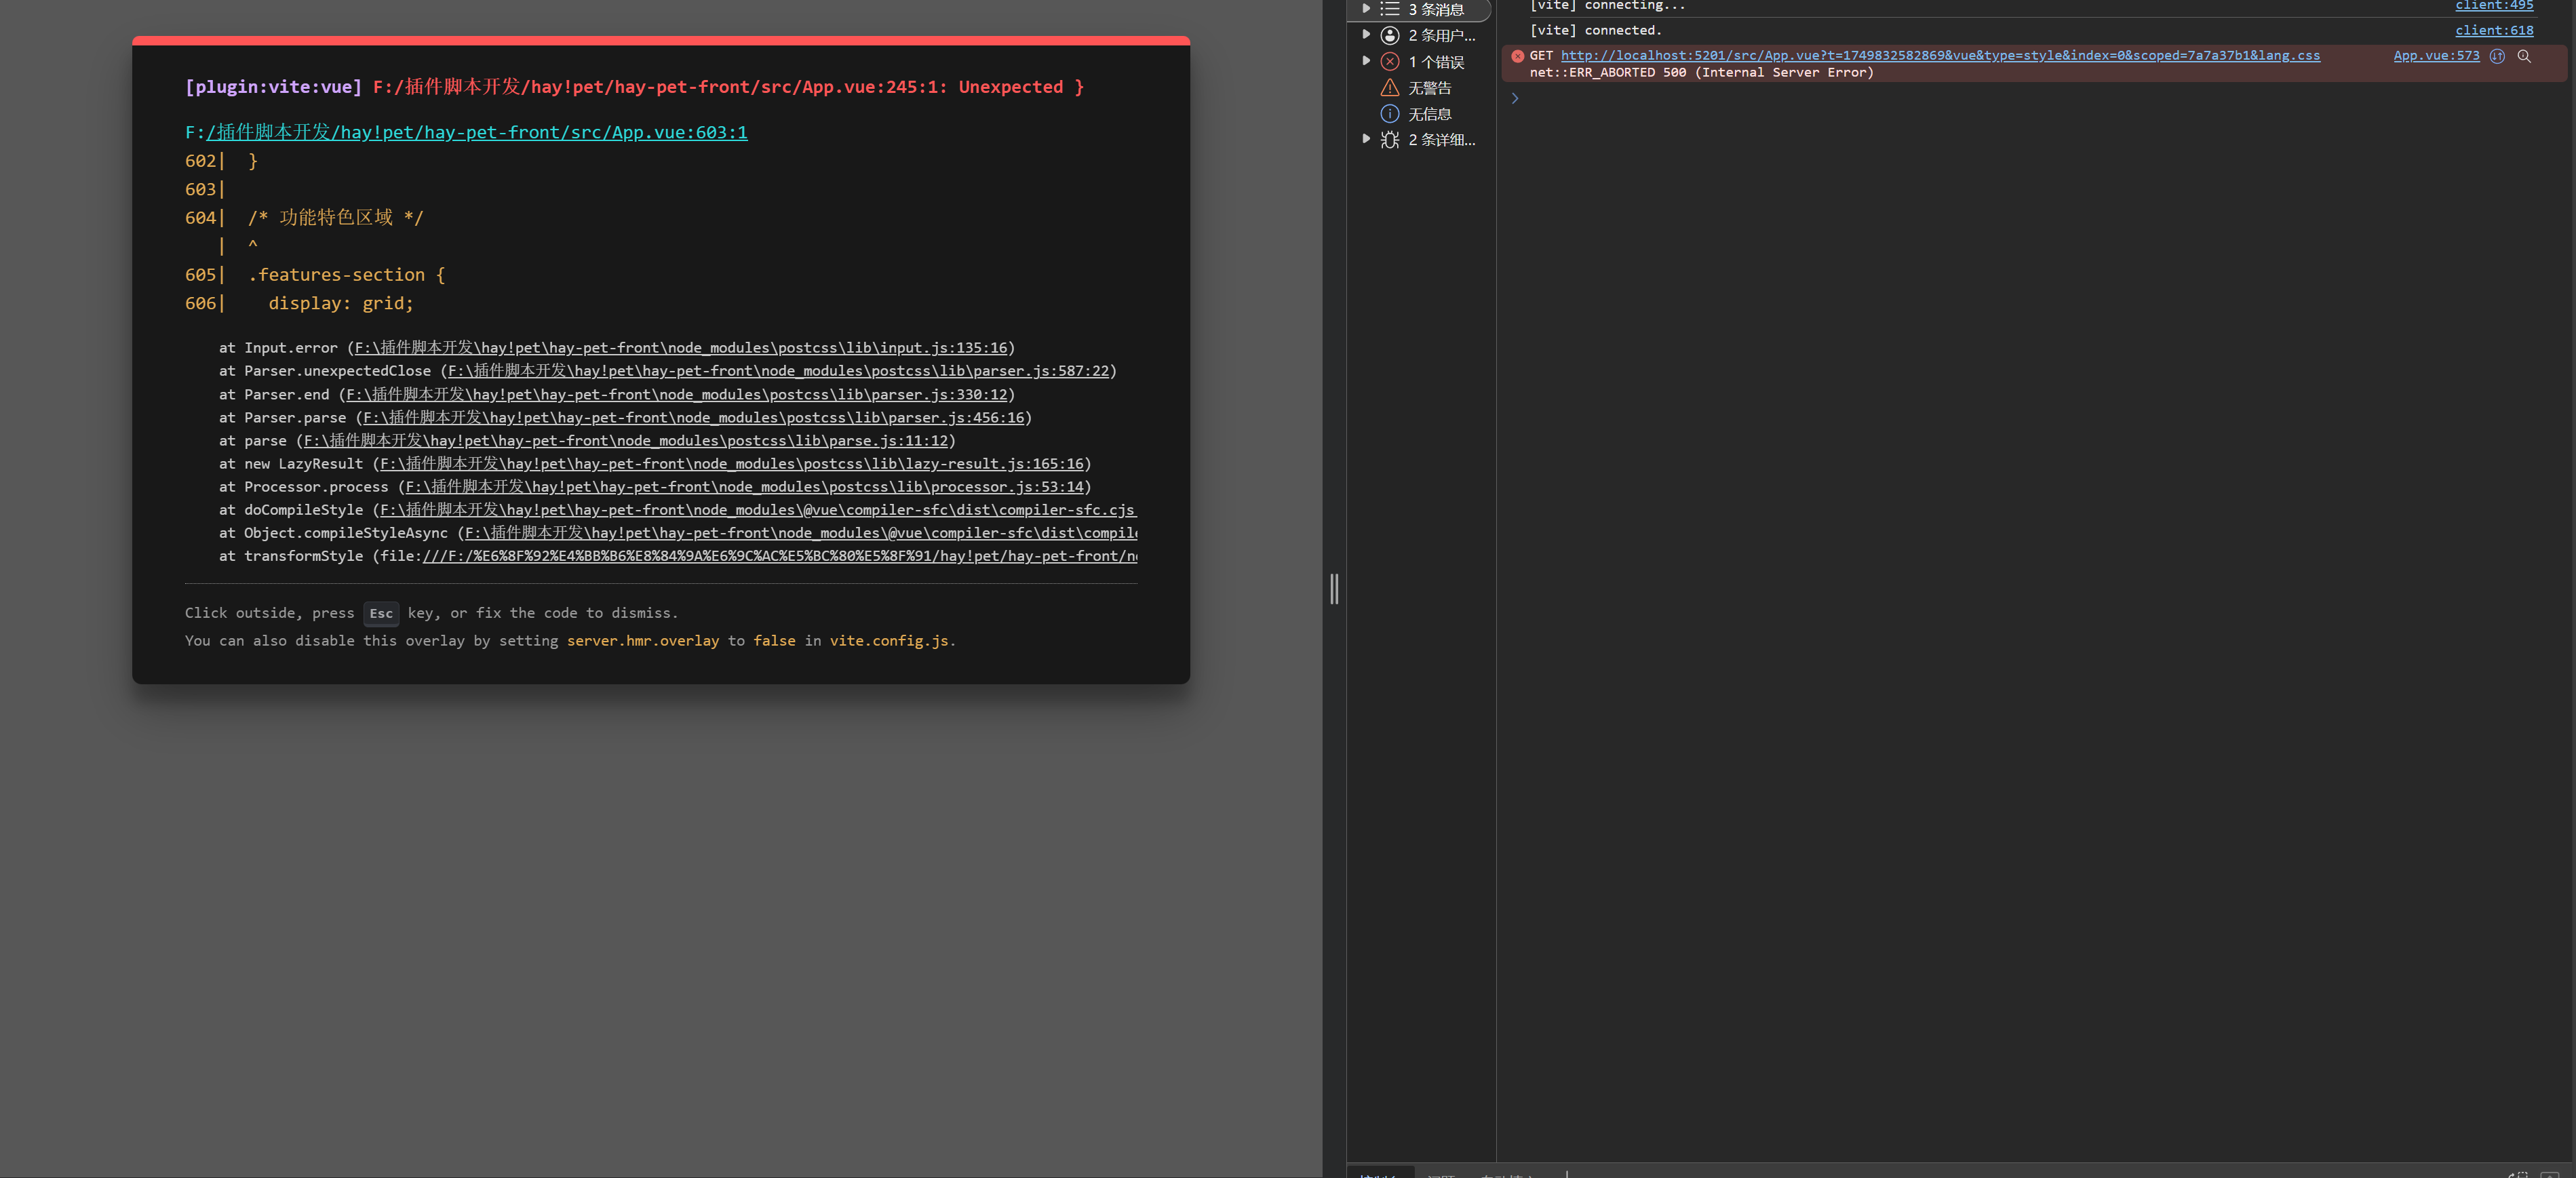 [plugin:vite:vue] F:/插件脚本开发/hay!pet/hay-pet-front/src/App.vue:245:1: Unexpected }
F:/插件脚本开发/hay!pet/hay-pet-front/src/App.vue:603:1
602|  }
603|
604|  /* 功能特色区域 */
   |  ^
605|  .features-section {
606|    display: grid;
at Input.error (F:\插件脚本开发\hay!pet\hay-pet-front\node_modules\postcss\lib\input.js:135:16)
at Parser.unexpectedClose (F:\插件脚本开发\hay!pet\hay-pet-front\node_modules\postcss\lib\parser.js:587:22)
at Parser.end (F:\插件脚本开发\hay!pet\hay-pet-front\node_modules\postcss\lib\parser.js:330:12)
at Parser.parse (F:\插件脚本开发\hay!pet\hay-pet-front\node_modules\postcss\lib\parser.js:456:16)
at parse (F:\插件脚本开发\hay!pet\hay-pet-front\node_modules\postcss\lib\parse.js:11:12)
at new LazyResult (F:\插件脚本开发\hay!pet\hay-pet-front\node_modules\postcss\lib\lazy-result.js:165:16)
at Processor.process (F:\插件脚本开发\hay!pet\hay-pet-front\node_modules\postcss\lib\processor.js:53:14)
at doCompileStyle (F:\插件脚本开发\hay!pet\hay-pet-front\node_modules\@vue\compiler-sfc\dist\compiler-sfc.cjs.
at Object.compileStyleAsync (F:\插件脚本开发\hay!pet\hay-pet-front\node_modules\@vue\compiler-sfc\dist\compile
at transformStyle (file:///F:/%E6%8F%92%E4%BB%B6%E8%84%9A%E6%9C%AC%E5%BC%80%E5%8F%91/hay!pet/hay-pet-front/n
Click outside, press Esc key, or fix the code to dismiss.
You can also disable this overlay by setting server.hmr.overlay to false in vite.config.js.
3 条消息
2 条用户...
1 个错误
无警告
无信息
2 条详细...
[vite] connecting... client:495
[vite] connected. client:618
GET http://localhost:5201/src/App.vue?t=1749832582869&vue&type=style&index=0&scoped=7a7a37b1&lang.css App.vue:573
net::ERR_ABORTED 500 (Internal Server Error)